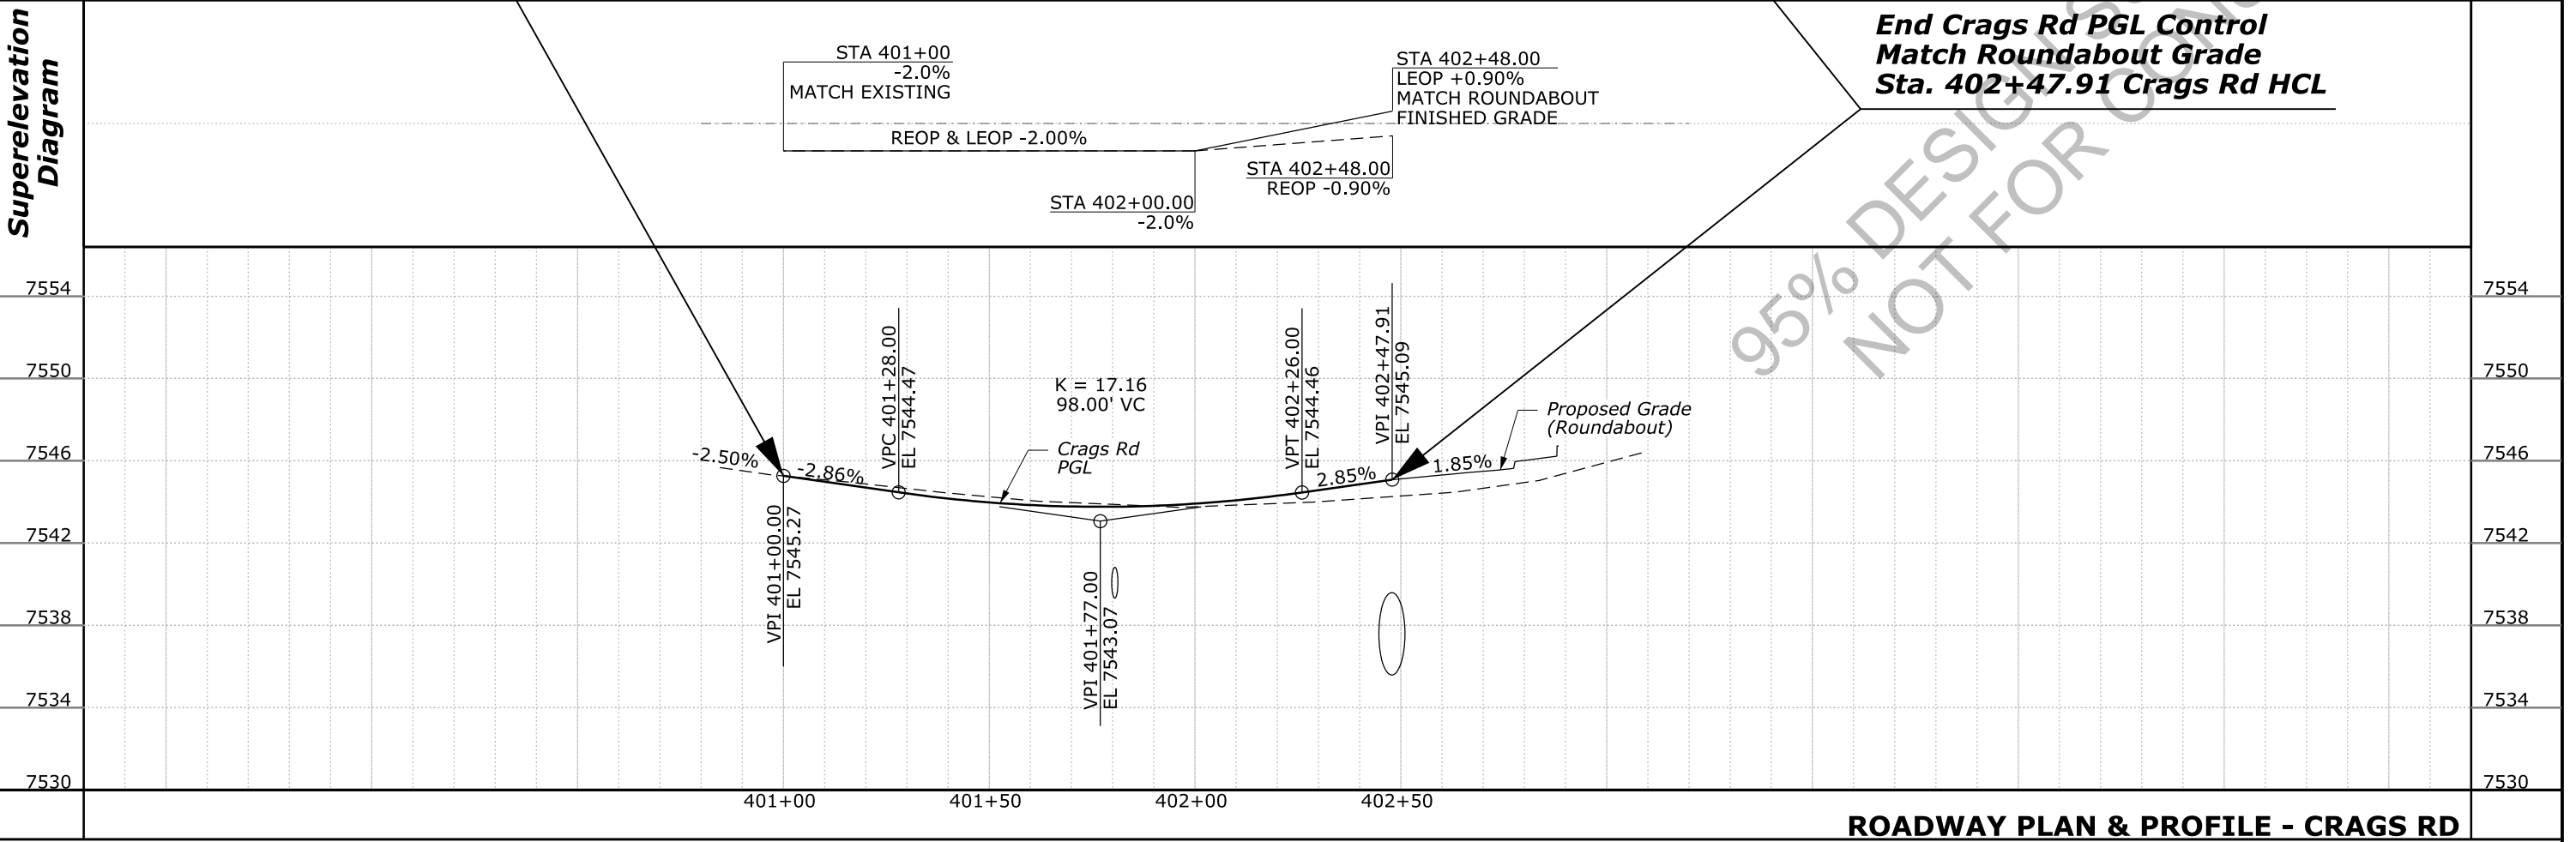 Superelevation
Diagram
STA 401+00
-2.0%
MATCH EXISTING
REOP & LEOP -2.00%
STA 402+00.00
-2.0%
STA 402+48.00
LEOP +0.90%
MATCH ROUNDABOUT
FINISHED GRADE
STA 402+48.00
REOP -0.90%
End Crags Rd PGL Control
Match Roundabout Grade
Sta. 402+47.91 Crags Rd HCL
95% DESIGN
NOT FOR
7554
7550
7546
7542
7538
7534
7530
-2.50%
-2.86%
VPI 401+00.00
EL 7545.27
VPC 401+28.00
EL 7544.47
K = 17.16
98.00' VC
Crags Rd
PGL
VPI 401+77.00
EL 7543.07
VPT 402+26.00
EL 7544.46
2.85%
VPI 402+47.91
EL 7545.09
1.85%
Proposed Grade
(Roundabout)
7554
7550
7546
7542
7538
7534
7530
401+00
401+50
402+00
402+50
ROADWAY PLAN & PROFILE - CRAGS RD